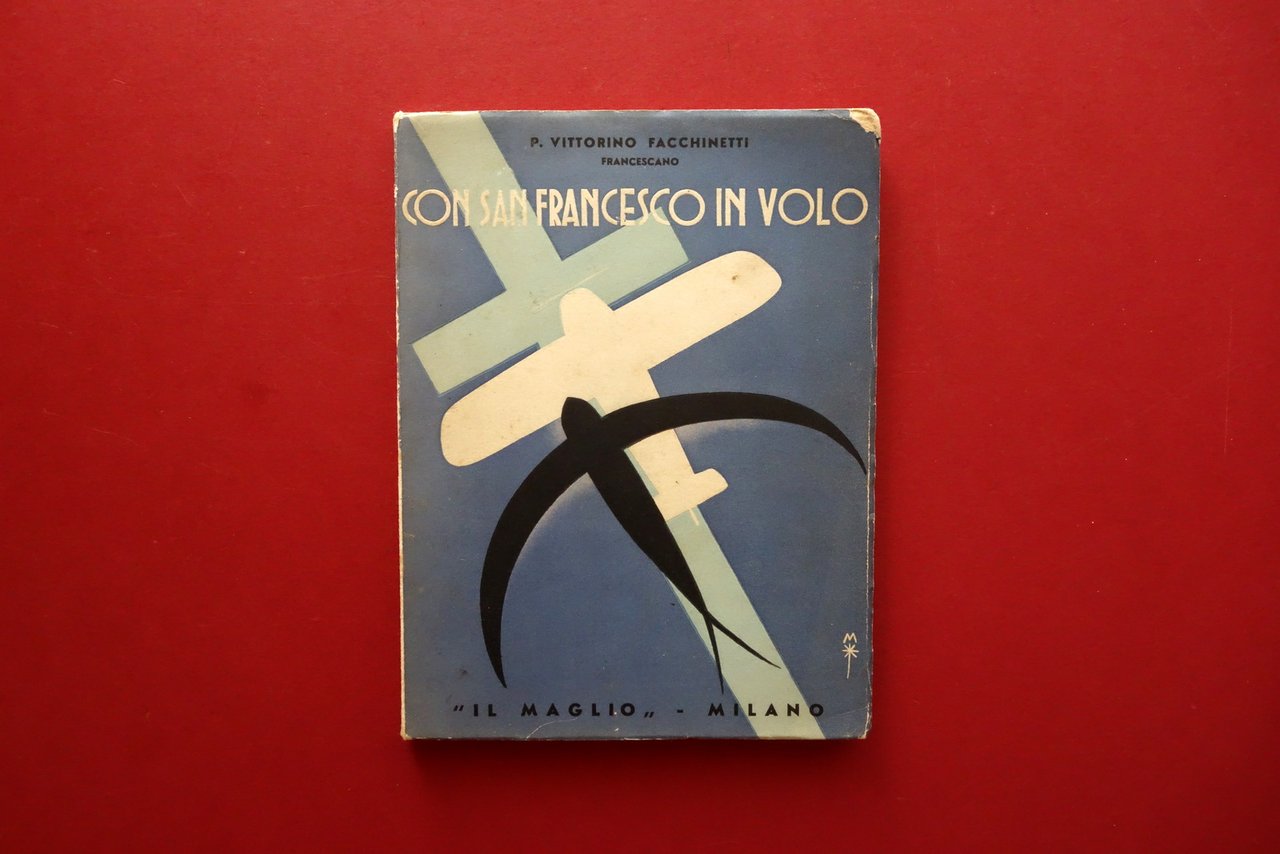 P. VITTORINO FACCHINETTI
FRANCESCANO
CON SAN FRANCESCO IN VOLO
M
"IL MAGLIO„ - MILANO